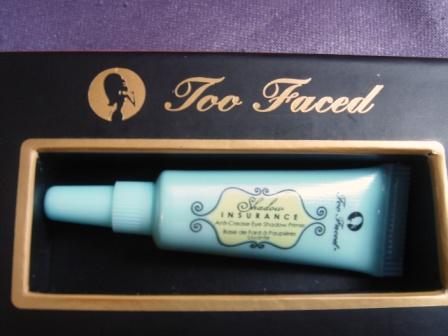 Too Faced
Shadow
INSURANCE
Anti-Crease Eye Shadow Primer
Base de Fard à Paupières
Too Faced.